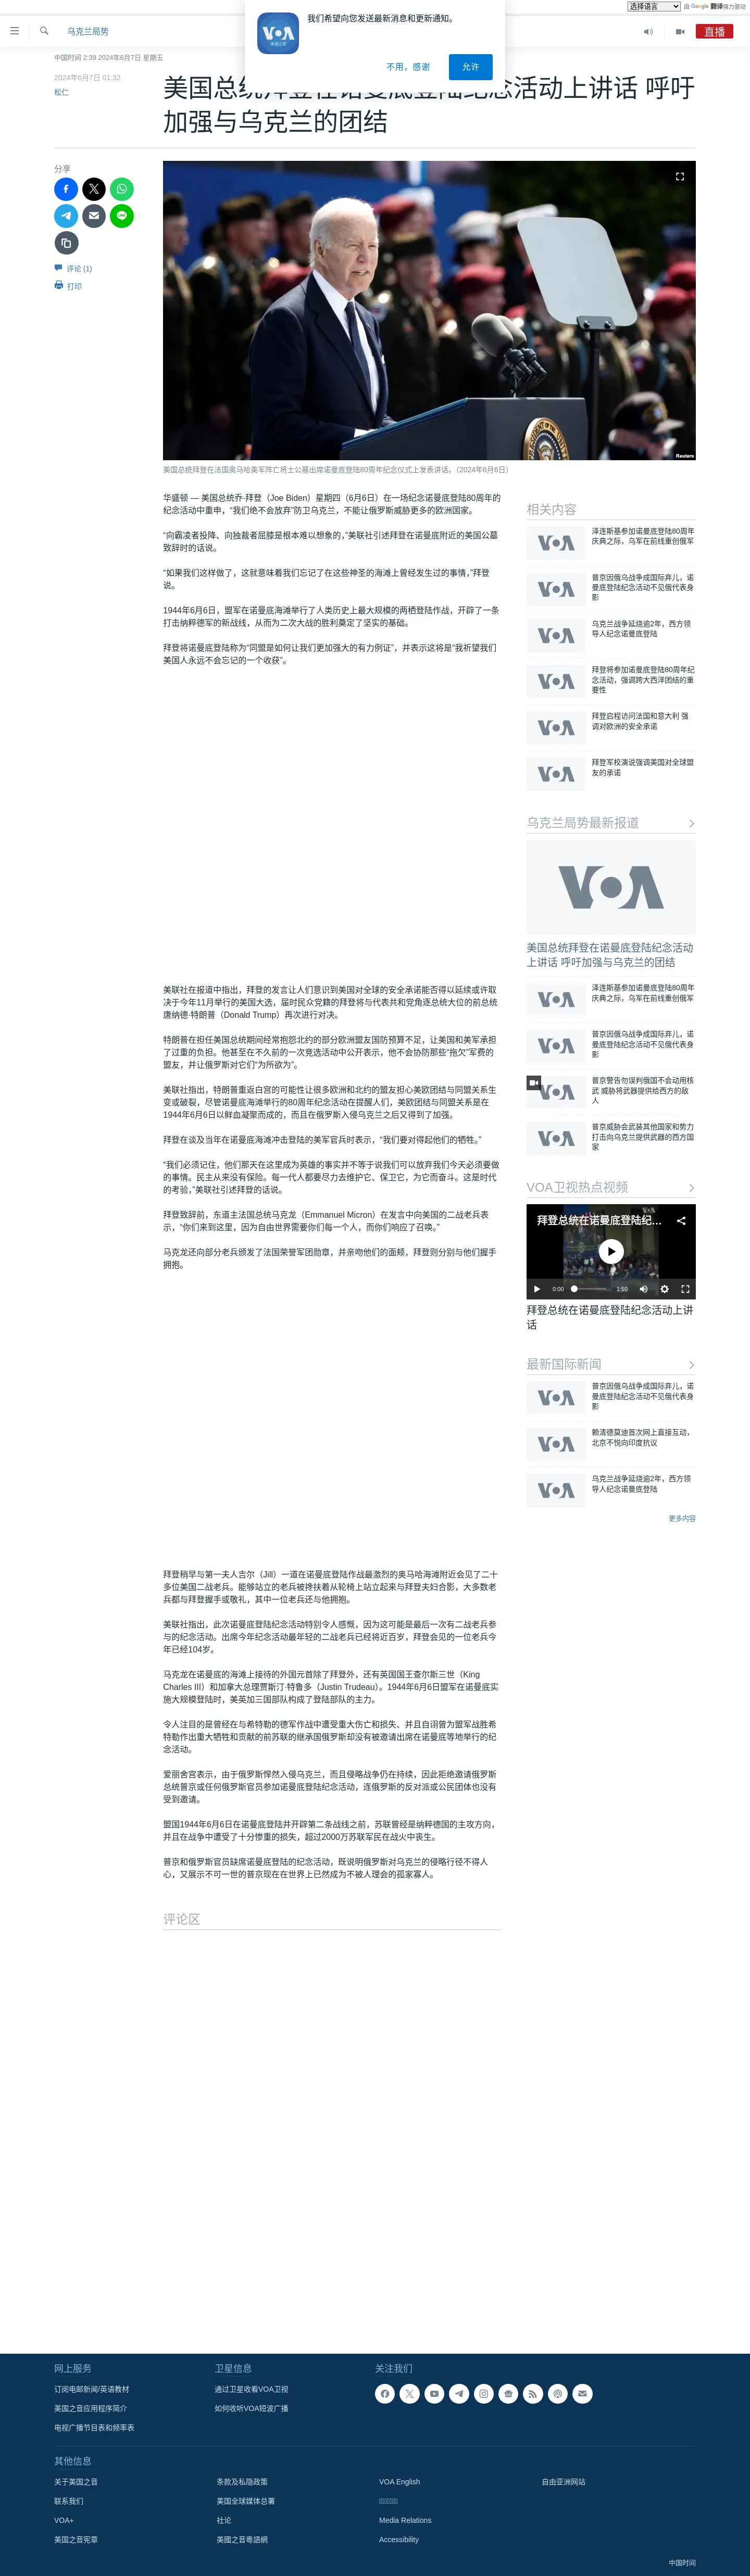 选择语言 由 Google 翻译强力驱动
我们希望向您发送最新消息和更新通知。
不用，感谢
允许
乌克兰局势
直播
中国时间 2:39 2024年6月7日 星期五
2024年6月7日 01:32
松仁
美国总统拜登在诺曼底登陆纪念活动上讲话 呼吁
加强与乌克兰的团结
分享
评论 (1)
打印
Reuters
美国总统拜登在法国奥马哈美军阵亡将士公墓出席诺曼底登陆80周年纪念仪式上发表讲话。（2024年6月6日）
华盛顿 — 美国总统乔·拜登（Joe Biden）星期四（6月6日）在一场纪念诺曼底登陆80周年的
纪念活动中重申，“我们绝不会放弃”防卫乌克兰，不能让俄罗斯威胁更多的欧洲国家。
“向霸凌者投降、向独裁者屈膝是根本难以想象的，”美联社引述拜登在诺曼底附近的美国公墓
致辞时的话说。
“如果我们这样做了，这就意味着我们忘记了在这些神圣的海滩上曾经发生过的事情，”拜登
说。
1944年6月6日，盟军在诺曼底海滩举行了人类历史上最大规模的两栖登陆作战，开辟了一条
打击纳粹德军的新战线，从而为二次大战的胜利奠定了坚实的基础。
拜登将诺曼底登陆称为“同盟是如何让我们更加强大的有力例证”，并表示这将是“我祈望我们
美国人永远不会忘记的一个收获”。
美联社在报道中指出，拜登的发言让人们意识到美国对全球的安全承诺能否得以延续或许取
决于今年11月举行的美国大选，届时民众党籍的拜登将与代表共和党角逐总统大位的前总统
唐纳德·特朗普（Donald Trump）再次进行对决。
特朗普在担任美国总统期间经常抱怨北约的部分欧洲盟友国防预算不足，让美国和美军承担
了过重的负担。他甚至在不久前的一次竞选活动中公开表示，他不会协防那些“拖欠”军费的
盟友，并让俄罗斯对它们“为所欲为”。
美联社指出，特朗普重返白宫的可能性让很多欧洲和北约的盟友担心美欧团结与同盟关系生
变或破裂，尽管诺曼底海滩举行的80周年纪念活动在提醒人们，美欧团结与同盟关系是在
1944年6月6日以鲜血凝聚而成的，而且在俄罗斯入侵乌克兰之后又得到了加强。
拜登在谈及当年在诺曼底海滩冲击登陆的美军官兵时表示，“我们要对得起他们的牺牲。”
“我们必须记住，他们那天在这里成为英雄的事实并不等于说我们可以放弃我们今天必须要做
的事情。民主从来没有保险。每一代人都要尽力去维护它、保卫它，为它而奋斗。这是时代
的考验，”美联社引述拜登的话说。
拜登致辞前，东道主法国总统马克龙（Emmanuel Micron）在发言中向美国的二战老兵表
示，“你们来到这里，因为自由世界需要你们每一个人，而你们响应了召唤。”
马克龙还向部分老兵颁发了法国荣誉军团勋章，并亲吻他们的面颊，拜登则分别与他们握手
拥抱。
拜登稍早与第一夫人吉尔（Jill）一道在诺曼底登陆作战最激烈的奥马哈海滩附近会见了二十
多位美国二战老兵。能够站立的老兵被搀扶着从轮椅上站立起来与拜登夫妇合影，大多数老
兵都与拜登握手或敬礼，其中一位老兵还与他拥抱。
美联社指出，此次诺曼底登陆纪念活动特别令人感慨，因为这可能是最后一次有二战老兵参
与的纪念活动。出席今年纪念活动最年轻的二战老兵已经将近百岁，拜登会见的一位老兵今
年已经104岁。
马克龙在诺曼底的海滩上接待的外国元首除了拜登外，还有英国国王查尔斯三世（King
Charles III）和加拿大总理贾斯汀·特鲁多（Justin Trudeau）。1944年6月6日盟军在诺曼底实
施大规模登陆时，美英加三国部队构成了登陆部队的主力。
令人注目的是曾经在与希特勒的德军作战中遭受重大伤亡和损失、并且自诩曾为盟军战胜希
特勒作出重大牺牲和贡献的前苏联的继承国俄罗斯却没有被邀请出席在诺曼底等地举行的纪
念活动。
爱丽舍宫表示，由于俄罗斯悍然入侵乌克兰，而且侵略战争仍在持续，因此拒绝邀请俄罗斯
总统普京或任何俄罗斯官员参加诺曼底登陆纪念活动，连俄罗斯的反对派或公民团体也没有
受到邀请。
盟国1944年6月6日在诺曼底登陆并开辟第二条战线之前，苏联曾经是纳粹德国的主攻方向，
并且在战争中遭受了十分惨重的损失，超过2000万苏联军民在战火中丧生。
普京和俄罗斯官员缺席诺曼底登陆的纪念活动，既说明俄罗斯对乌克兰的侵略行径不得人
心，又展示不可一世的普京现在在世界上已然成为不被人理会的孤家寡人。
评论区
相关内容
泽连斯基参加诺曼底登陆80周年
庆典之际，乌军在前线重创俄军
普京因俄乌战争成国际弃儿，诺
曼底登陆纪念活动不见俄代表身
影
乌克兰战争延烧逾2年，西方领
导人纪念诺曼底登陆
拜登将参加诺曼底登陆80周年纪
念活动，强调跨大西洋团结的重
要性
拜登启程访问法国和意大利 强
调对欧洲的安全承诺
拜登军校演说强调美国对全球盟
友的承诺
乌克兰局势最新报道
VOA
美国总统拜登在诺曼底登陆纪念活动
上讲话 呼吁加强与乌克兰的团结
泽连斯基参加诺曼底登陆80周年
庆典之际，乌军在前线重创俄军
普京因俄乌战争成国际弃儿，诺
曼底登陆纪念活动不见俄代表身
影
普京警告勿误判俄国不会动用核
武 威胁将武器提供给西方的敌
人
普京威胁会武装其他国家和势力
打击向乌克兰提供武器的西方国
家
VOA卫视热点视频
拜登总统在诺曼底登陆纪…
0:00 1:50
拜登总统在诺曼底登陆纪念活动上讲
话
最新国际新闻
普京因俄乌战争成国际弃儿，诺
曼底登陆纪念活动不见俄代表身
影
赖清德莫迪首次网上直接互动，
北京不悦向印度抗议
乌克兰战争延烧逾2年，西方领
导人纪念诺曼底登陆
更多内容
网上服务
订阅电邮新闻/英语教材
美国之音应用程序简介
电视广播节目表和频率表
卫星信息
通过卫星收看VOA卫视
如何收听VOA短波广播
关注我们
其他信息
关于美国之音
联系我们
VOA+
美国之音宪章
条款及私隐政策
美国全球媒体总署
社论
美國之音粵語網
VOA English
Media Relations
Accessibility
自由亚洲网站
中国时间